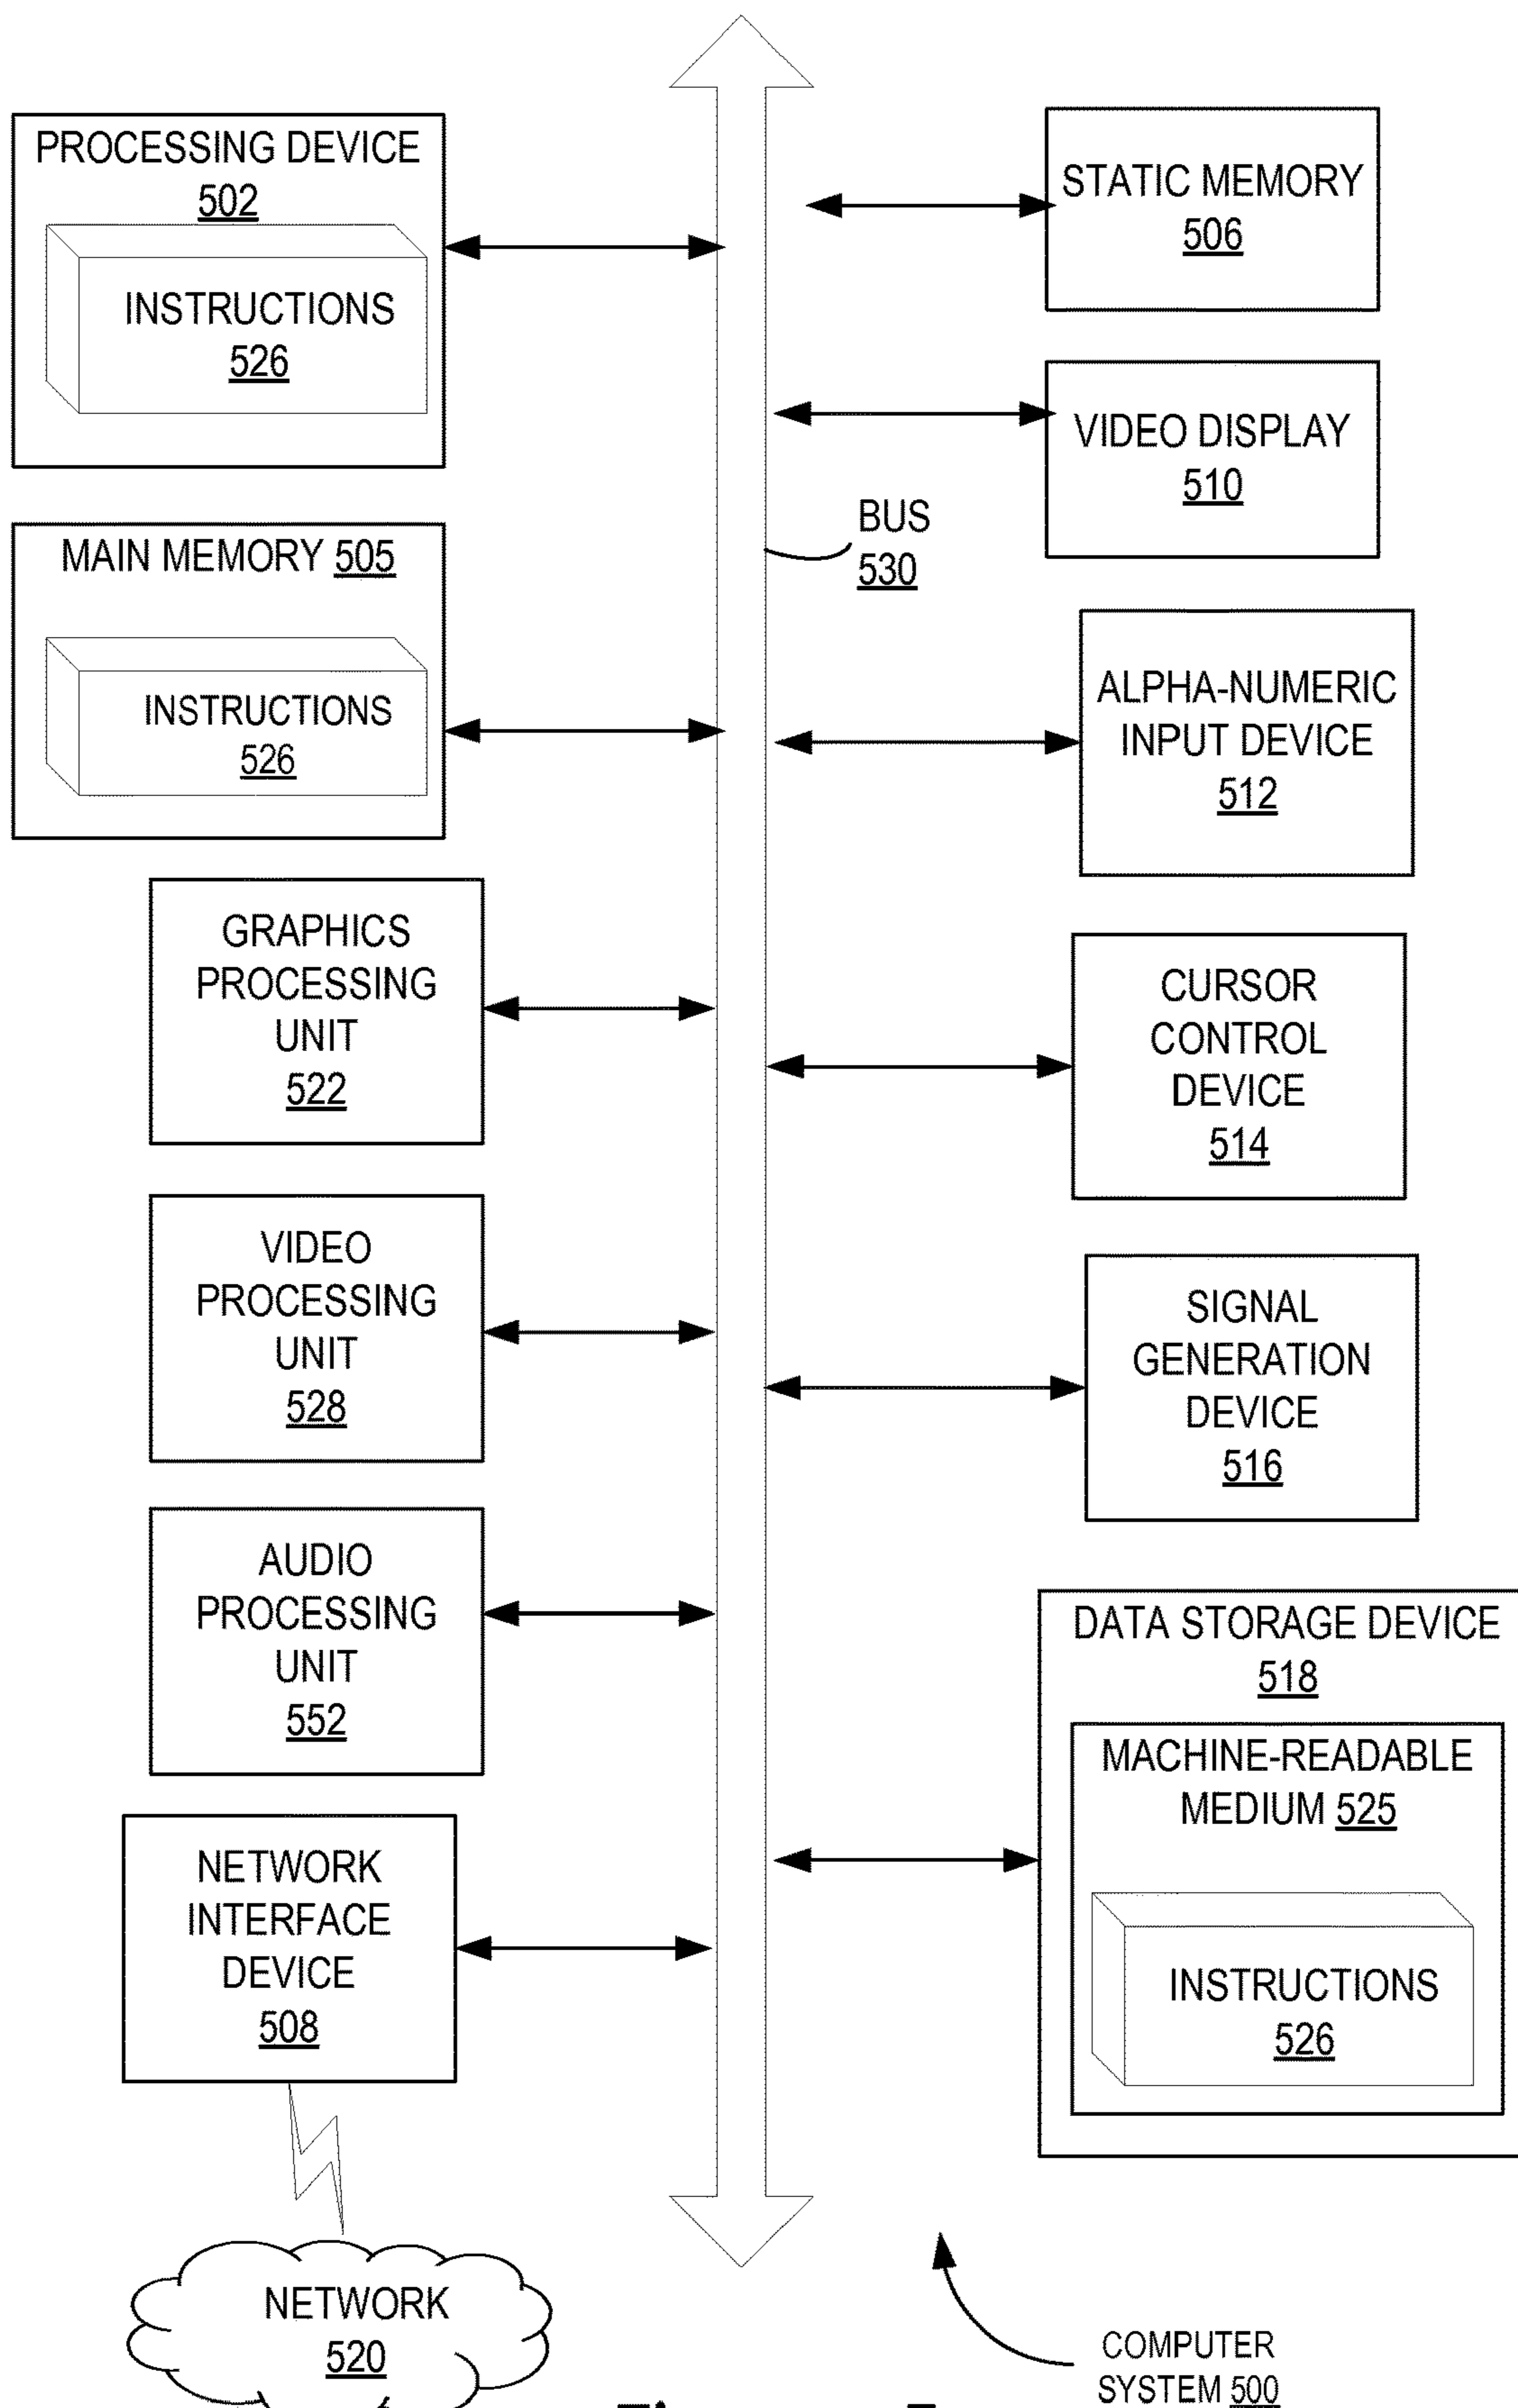 PROCESSING DEVICE
502
INSTRUCTIONS
526
MAIN MEMORY 505
INSTRUCTIONS
526
GRAPHICS
PROCESSING
UNIT
522
VIDEO
PROCESSING
UNIT
528
AUDIO
PROCESSING
UNIT
552
NETWORK
INTERFACE
DEVICE
508
NETWORK
520
BUS
530
STATIC MEMORY
506
VIDEO DISPLAY
510
ALPHA-NUMERIC
INPUT DEVICE
512
CURSOR
CONTROL
DEVICE
514
SIGNAL
GENERATION
DEVICE
516
DATA STORAGE DEVICE
518
MACHINE-READABLE
MEDIUM 525
INSTRUCTIONS
526
COMPUTER
SYSTEM 500